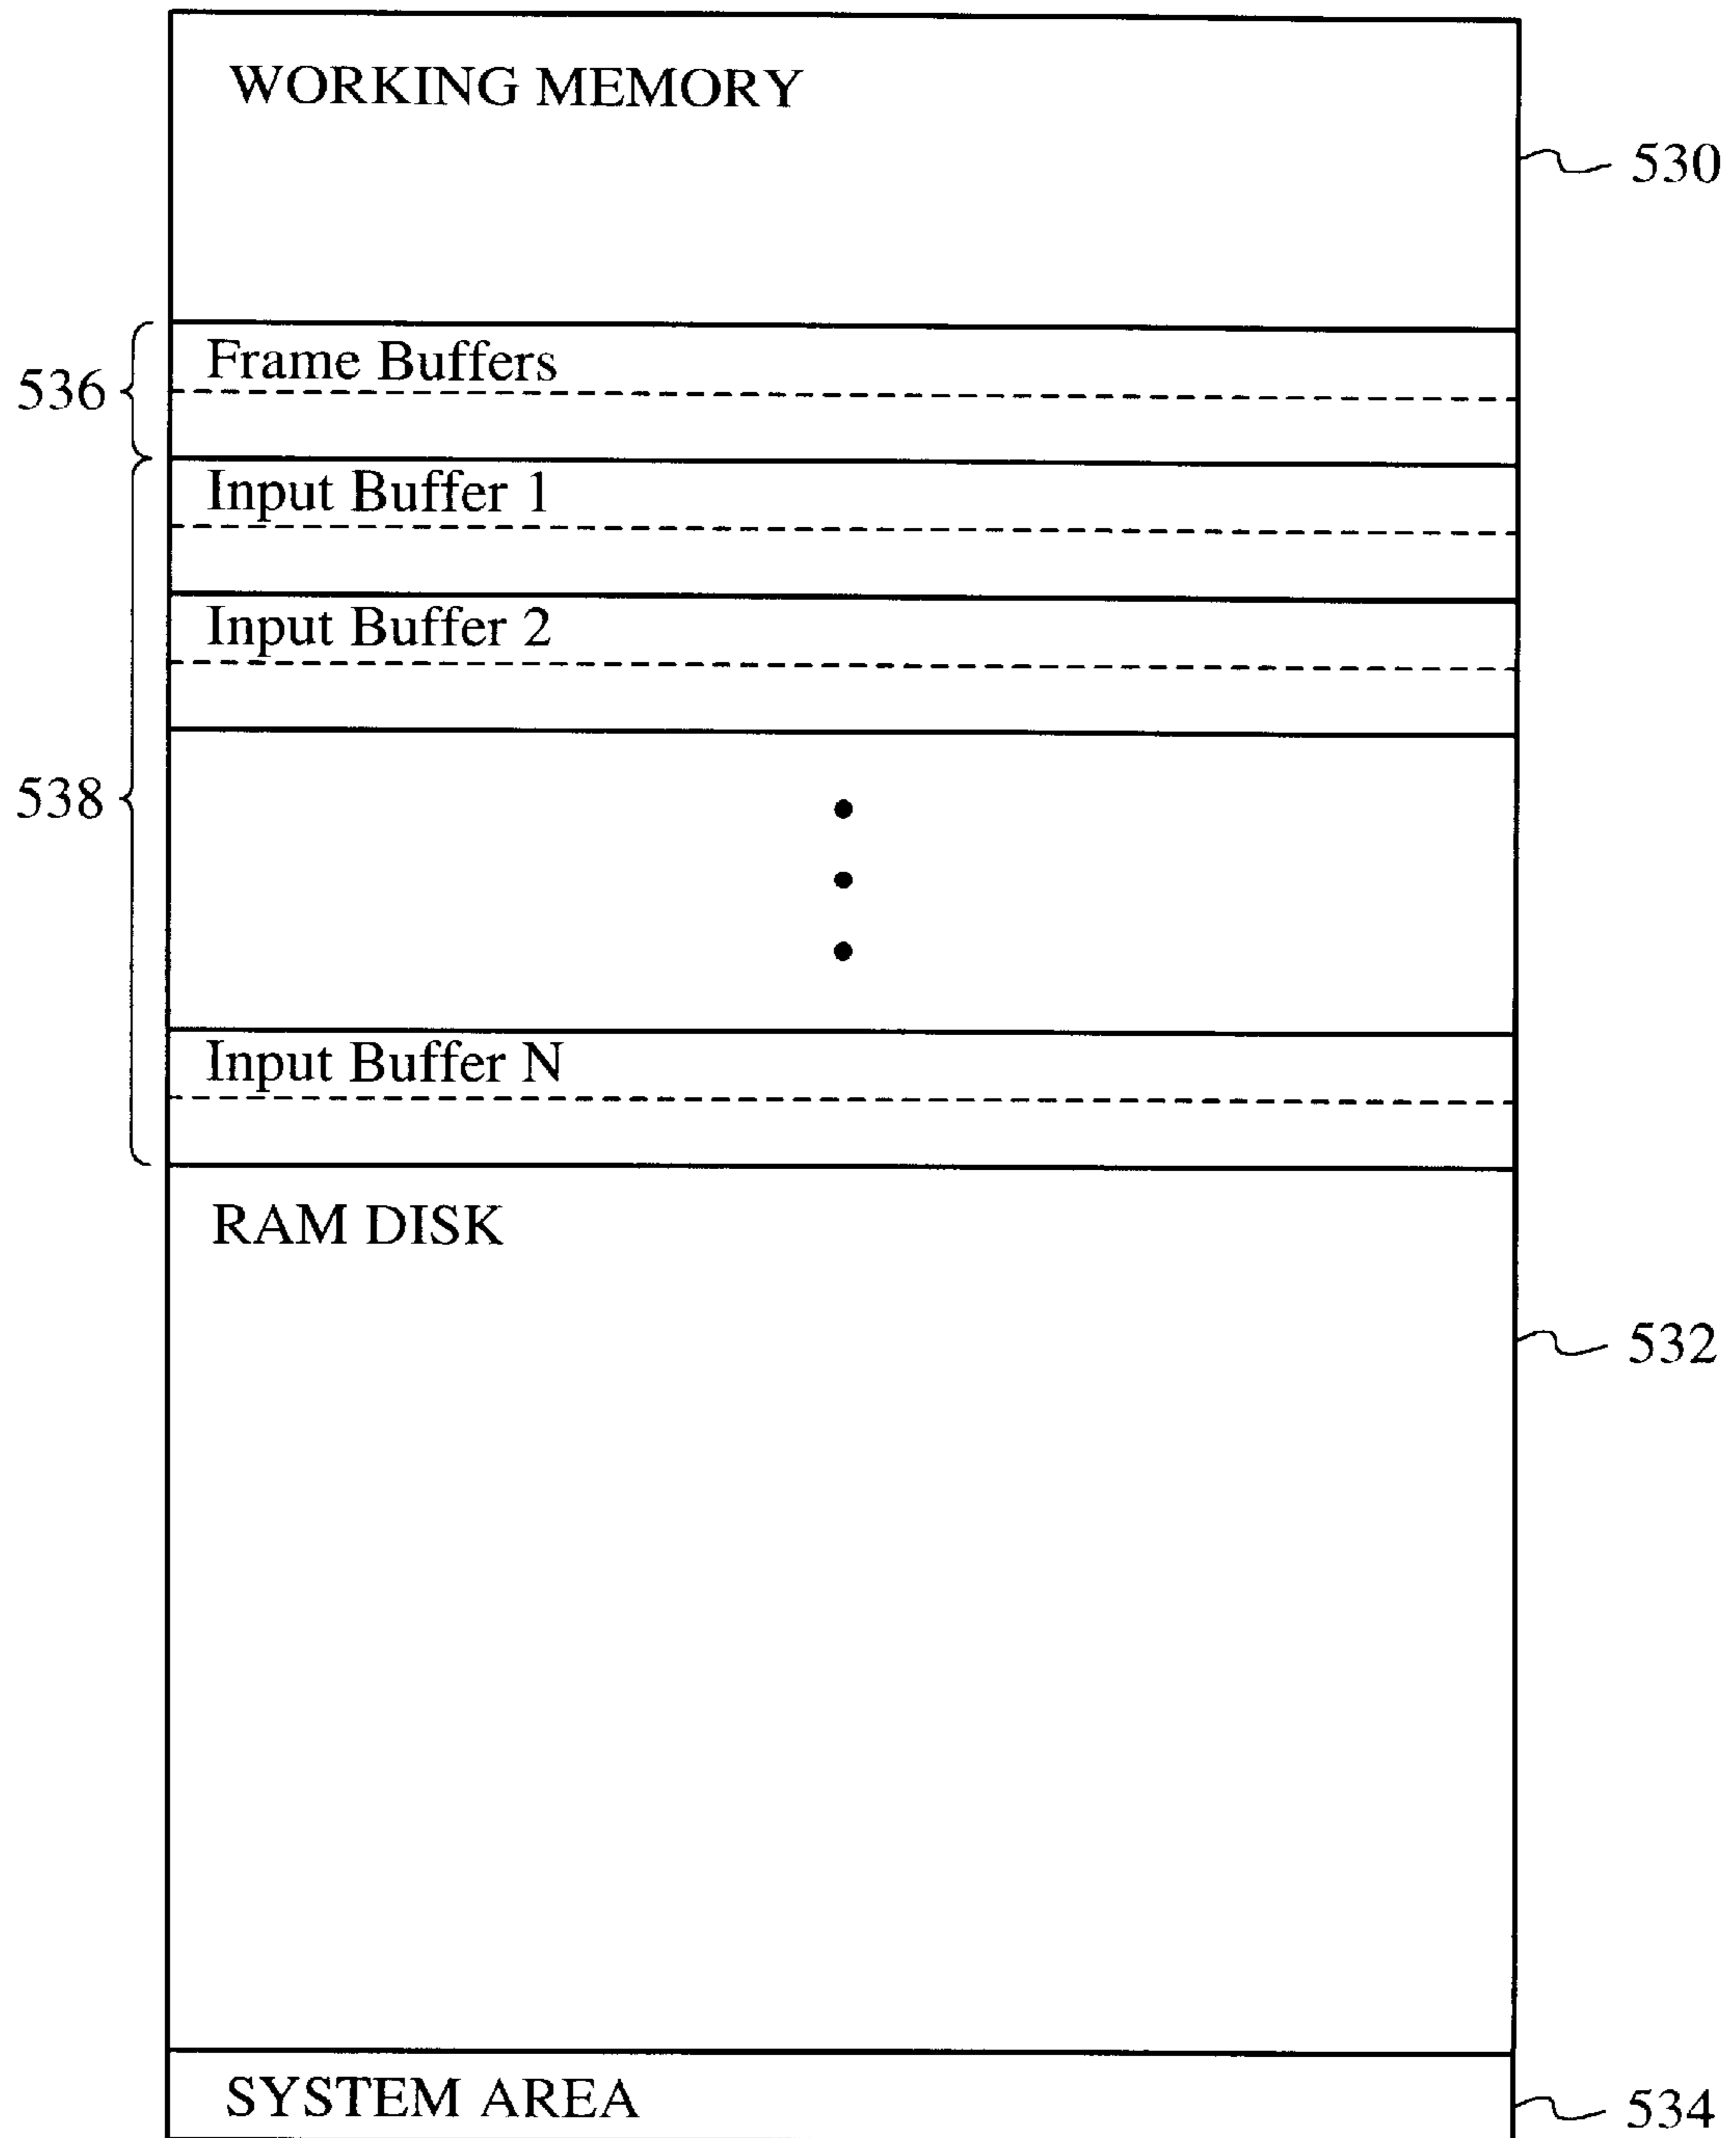 WORKING MEMORY
530
Frame Buffers
536
Input Buffer 1
Input Buffer 2
538
Input Buffer N
RAM DISK
532
SYSTEM AREA
534